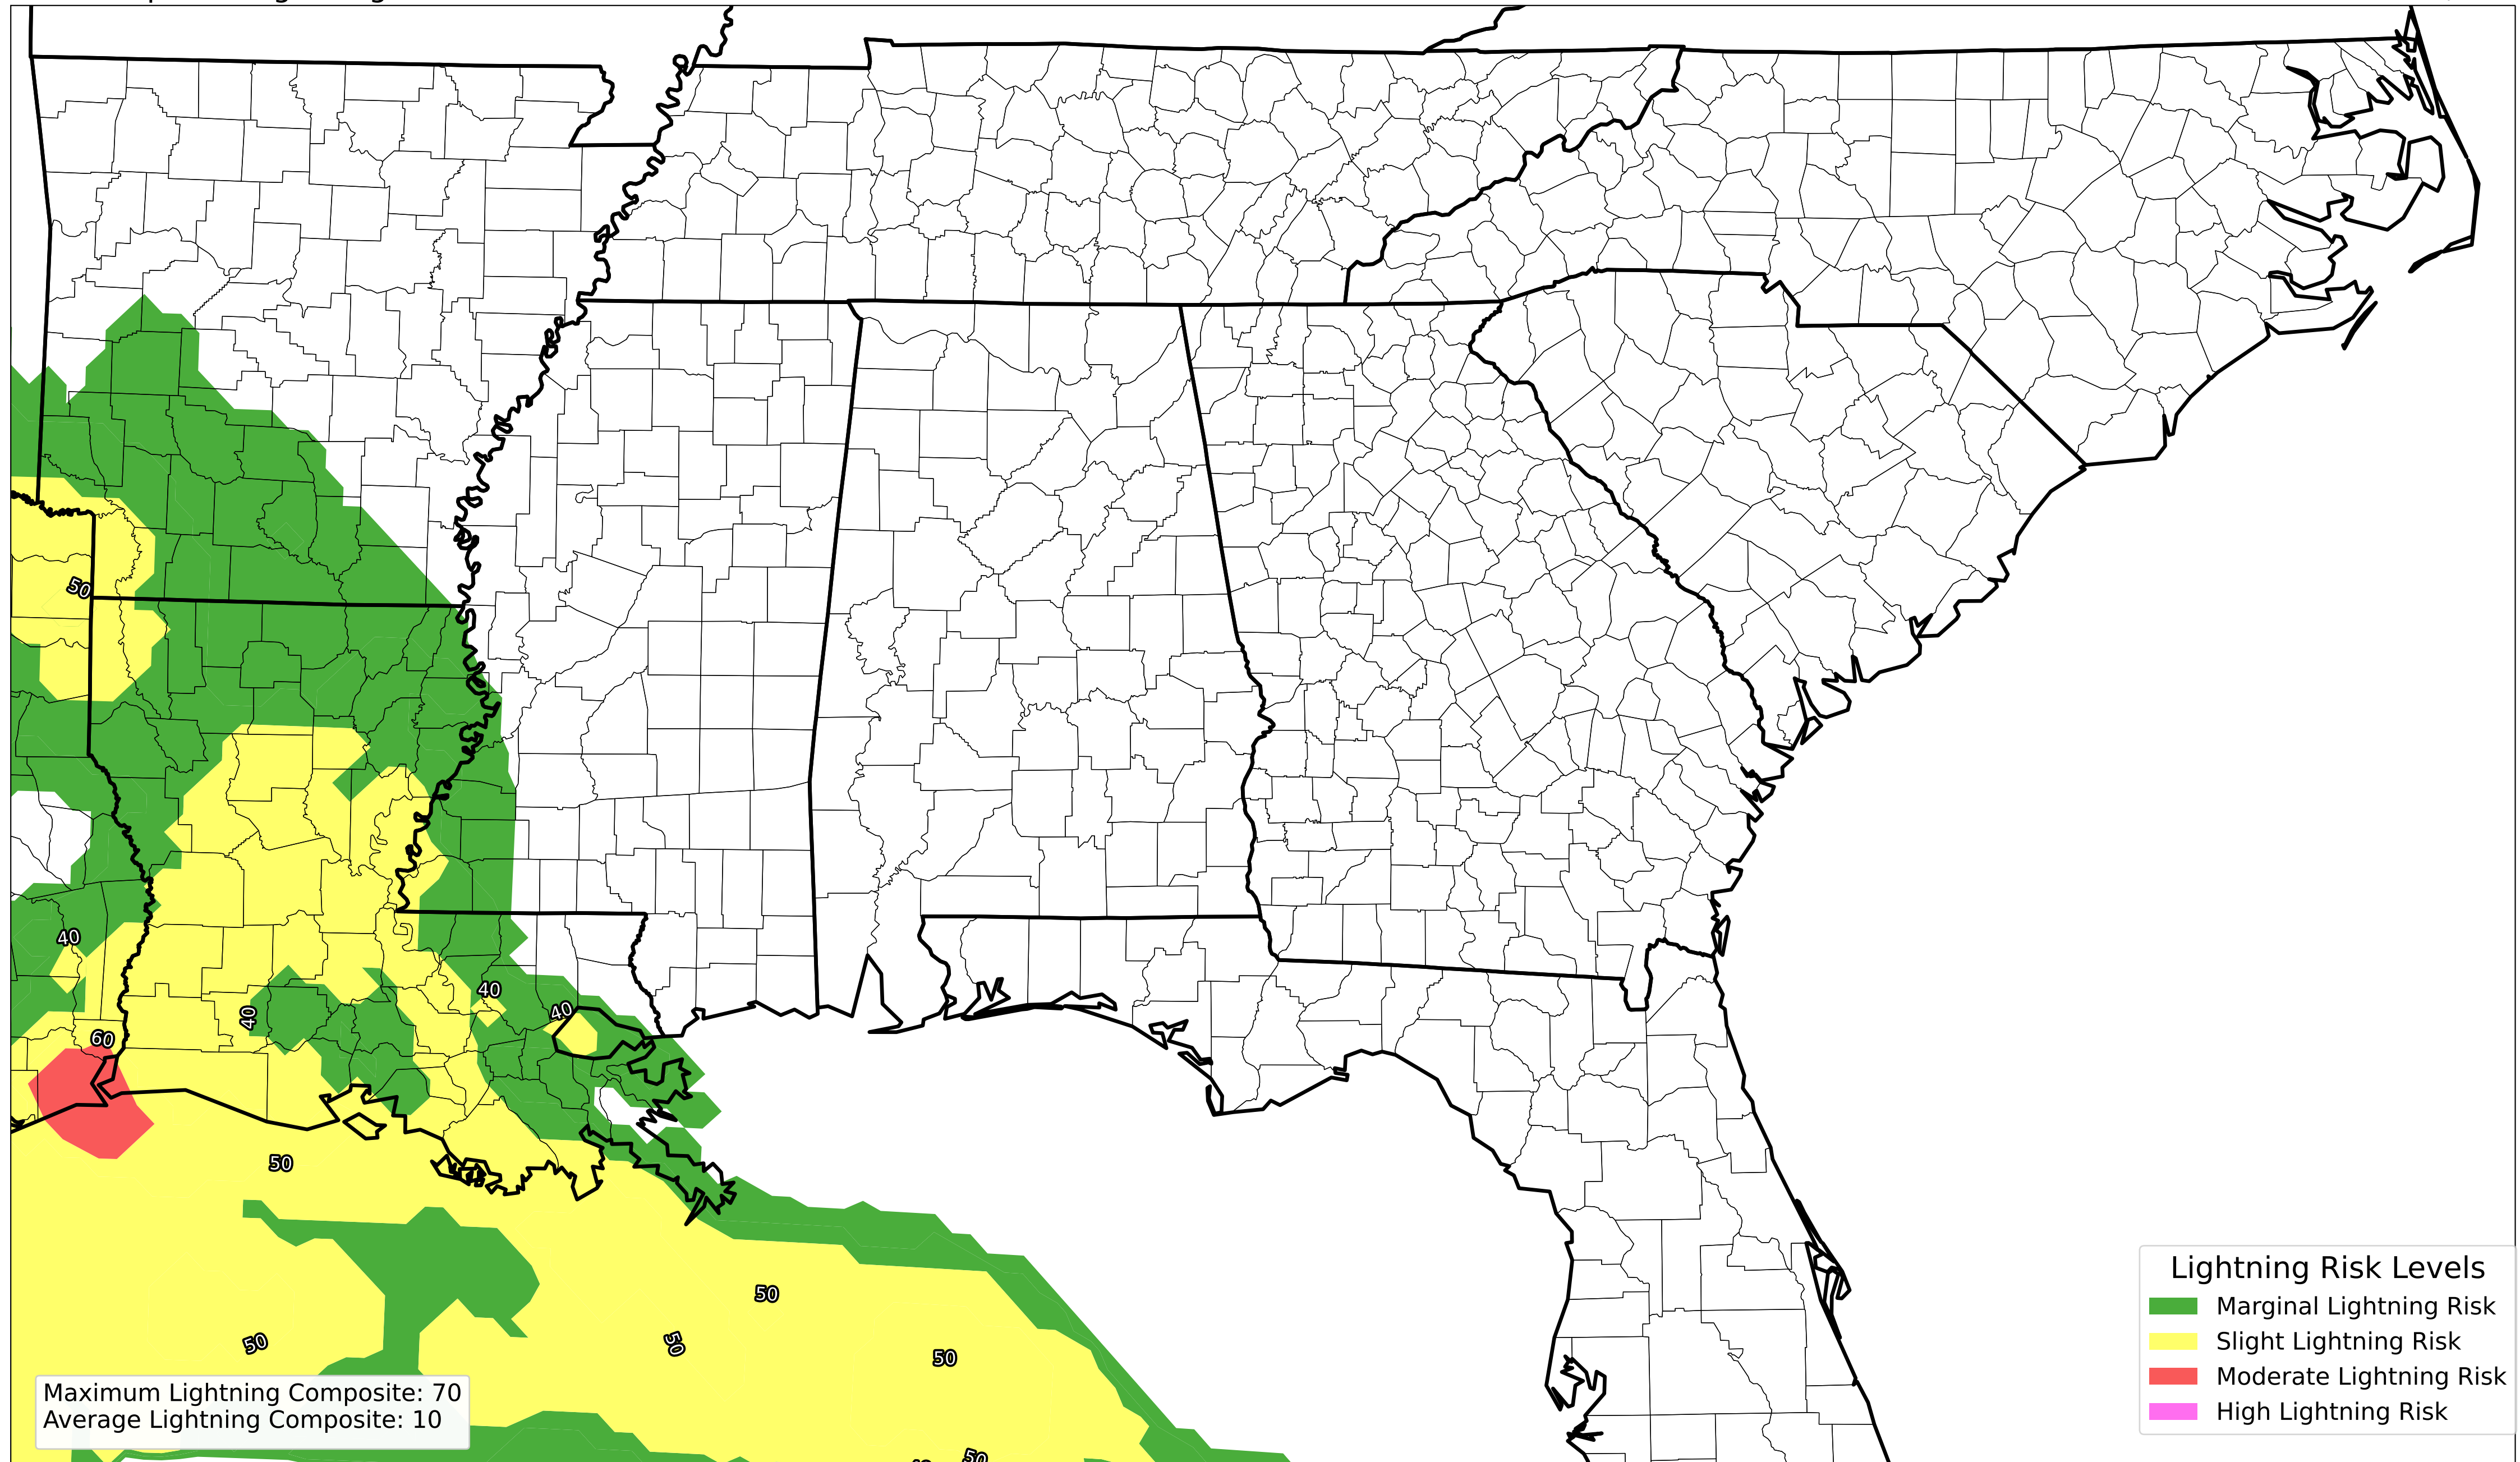 50
40
40
40
40
60
50
50
50
50
50
50
Maximum Lightning Composite: 70
Average Lightning Composite: 10
Lightning Risk Levels
Marginal Lightning Risk
Slight Lightning Risk
Moderate Lightning Risk
High Lightning Risk